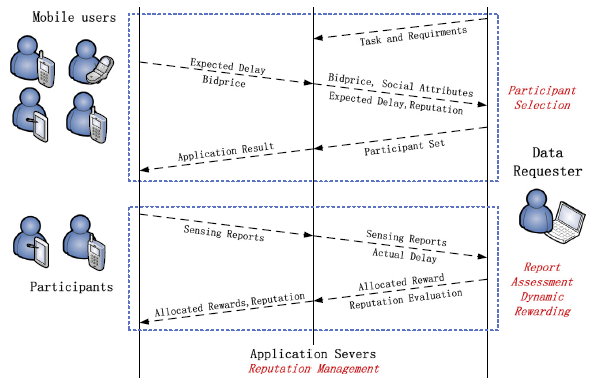 Mobile users
Task and Requirments
Expected Delay
Bidprice
Bidprice, Social Attributes
Expected Delay,Reputation
Participant
Selection
Application Result
Participant Set
Data
Requester
Sensing Reports
Sensing Reports
Actual Delay
Participants
Allocated Rewards,Reputation
Allocated Reward
Reputation Evaluation
Report
Assessment
Dynamic
Rewarding
Application Severs
Reputation Management